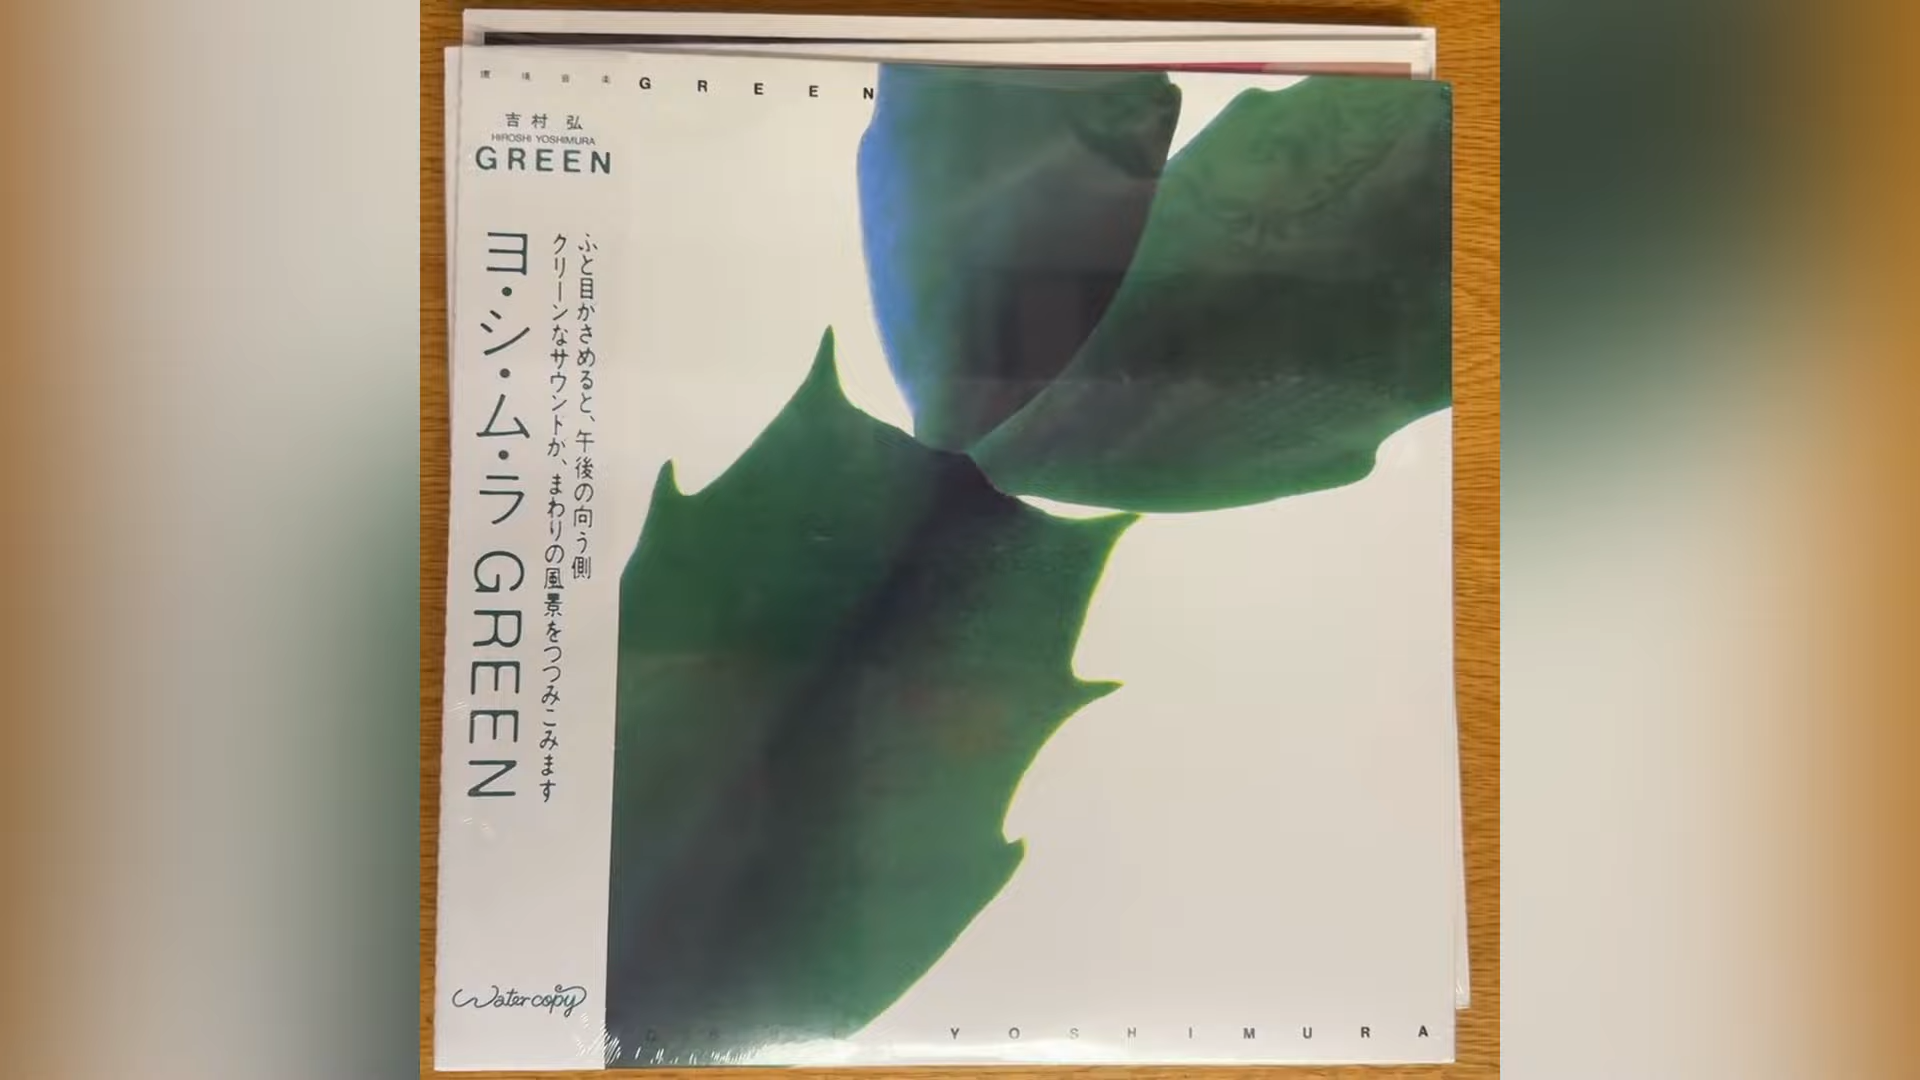 環境音楽 GREEN
吉村 弘
HIROSHI YOSHIMURA
GREEN
ふと目がさめると、午後の向う側
クリーンなサウンドが、まわりの風景をつつみこみます
ヨ・シ・ム・ラ GREEN
Water copy
YOSHIMURA